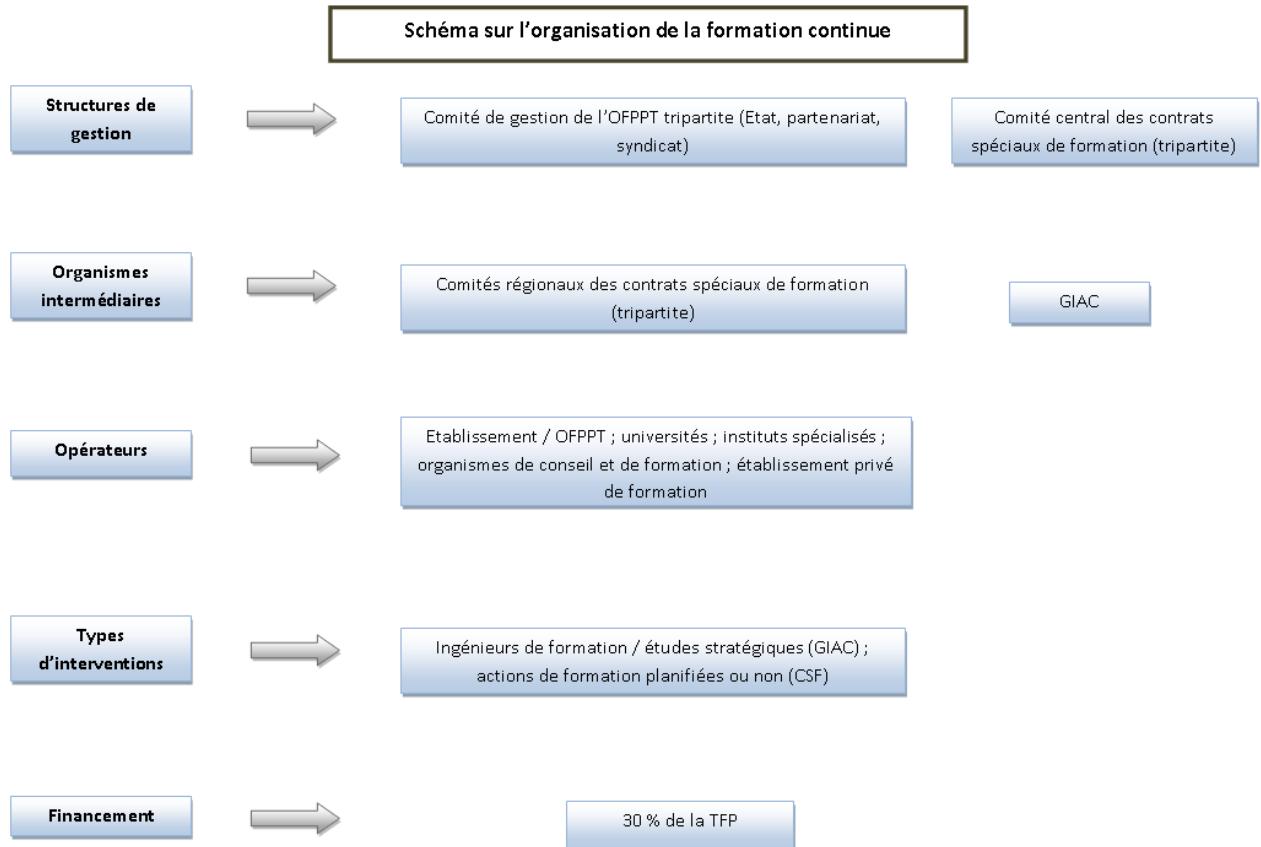 Schéma sur l'organisation de la formation continue
Structures de
gestion
Comité de gestion de l'OFPPT tripartite (Etat, partenariat,
syndicat)
Comité central des contrats
spéciaux de formation (tripartite)
Organismes
intermédiaires
Comités régionaux des contrats spéciaux de formation
(tripartite)
GIAC
Opérateurs
Etablissement / OFPPT ; universités ; instituts spécialisés ;
organismes de conseil et de formation ; établissement privé
de formation
Types
d'interventions
Ingénieurs de formation / études stratégiques (GIAC) ;
actions de formation planifiées ou non (CSF)
Financement
30 % de la TFP